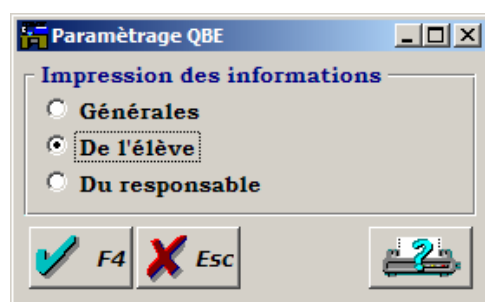 Paramètrage QBE
Impression des informations
Générales
De l'élève
Du responsable
F4 Esc ?